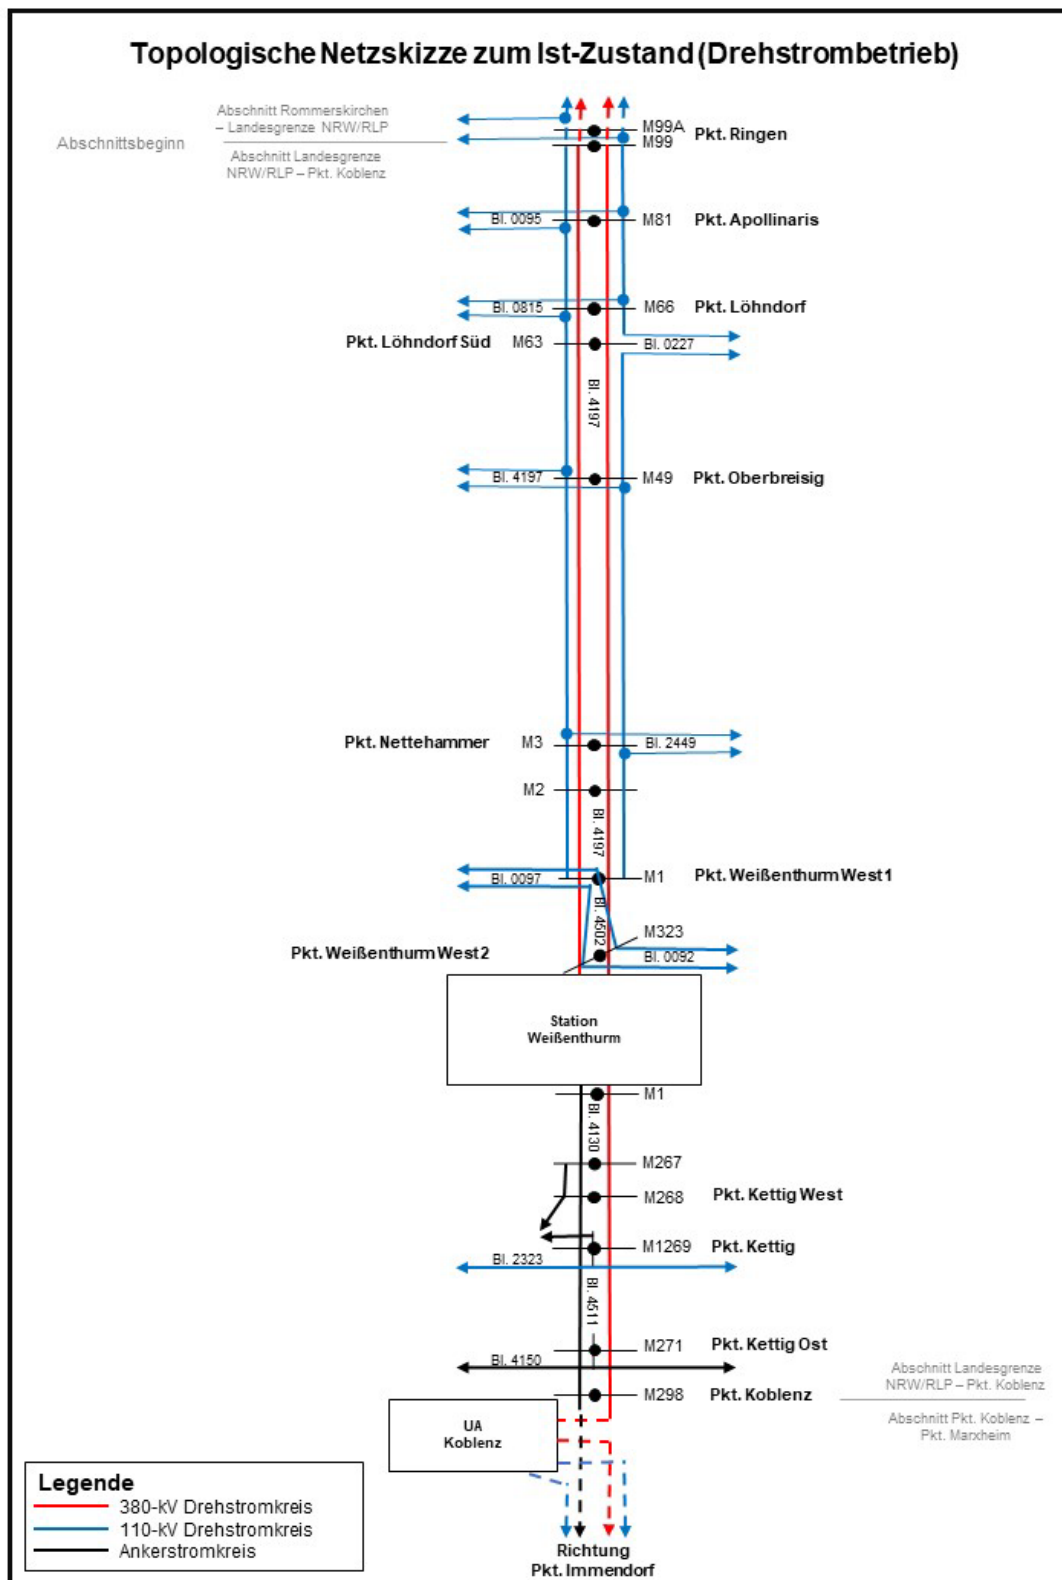 Topologische Netzskizze zum Ist-Zustand (Drehstrombetrieb)
Abschnitt Rommerskirchen
– Landesgrenze NRW/RLP
Abschnittsbeginn
Abschnitt Landesgrenze
NRW/RLP – Pkt. Koblenz
M99A
M99
Pkt. Ringen
Bl. 0095
M81
Pkt. Apollinaris
Bl. 0815
M66
Pkt. Löhndorf
Pkt. Löhndorf Süd
M63
Bl. 0227
Bl. 4197
Bl. 4197
M49
Pkt. Oberbreisig
Pkt. Nettehammer
M3
Bl. 2449
M2
Bl. 4197
Bl. 0097
M1
Pkt. Weißenthurm West 1
Bl. 4502
M323
Pkt. Weißenthurm West 2
Bl. 0092
Station
Weißenthurm
M1
Bl. 4130
M267
M268
Pkt. Kettig West
M1269
Pkt. Kettig
Bl. 2323
Bl. 4511
M271
Pkt. Kettig Ost
Bl. 4150
Abschnitt Landesgrenze
NRW/RLP – Pkt. Koblenz
M298
Pkt. Koblenz
Abschnitt Pkt. Koblenz –
Pkt. Marxheim
UA
Koblenz
Legende
380-kV Drehstromkreis
110-kV Drehstromkreis
Ankerstromkreis
Richtung
Pkt. Immendorf